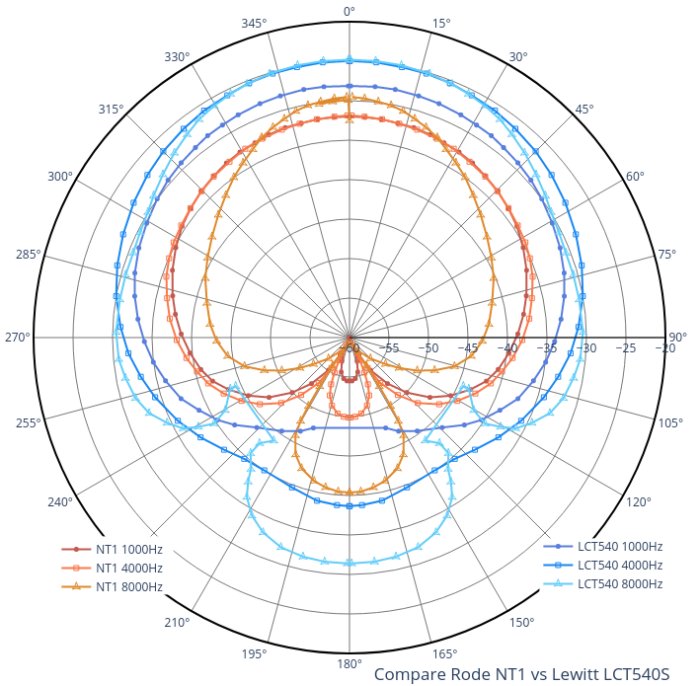 0°
345° 15°
330° 30°
315° 45°
300° 60°
285° 75°
270° -60 -55 -50 -45 -40 -35 -30 -25 -20 90°
255° 105°
240° 120°
NT1 1000Hz LCT540 1000Hz
NT1 4000Hz LCT540 4000Hz
NT1 8000Hz LCT540 8000Hz
210° 150°
195° 165°
180°
Compare Rode NT1 vs Lewitt LCT540S